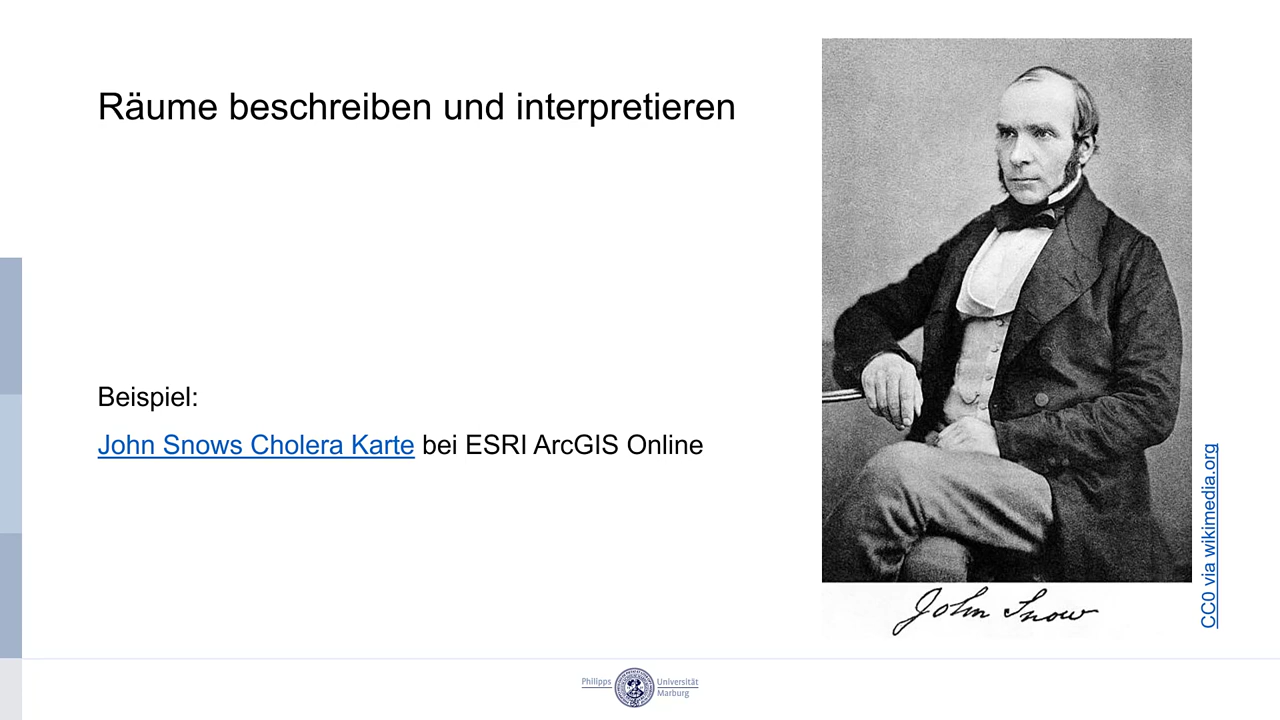 Räume beschreiben und interpretieren
Beispiel:
John Snows Cholera Karte bei ESRI ArcGIS Online
John Snow
CC0 via wikimedia.org
Philipps Universität
Marburg